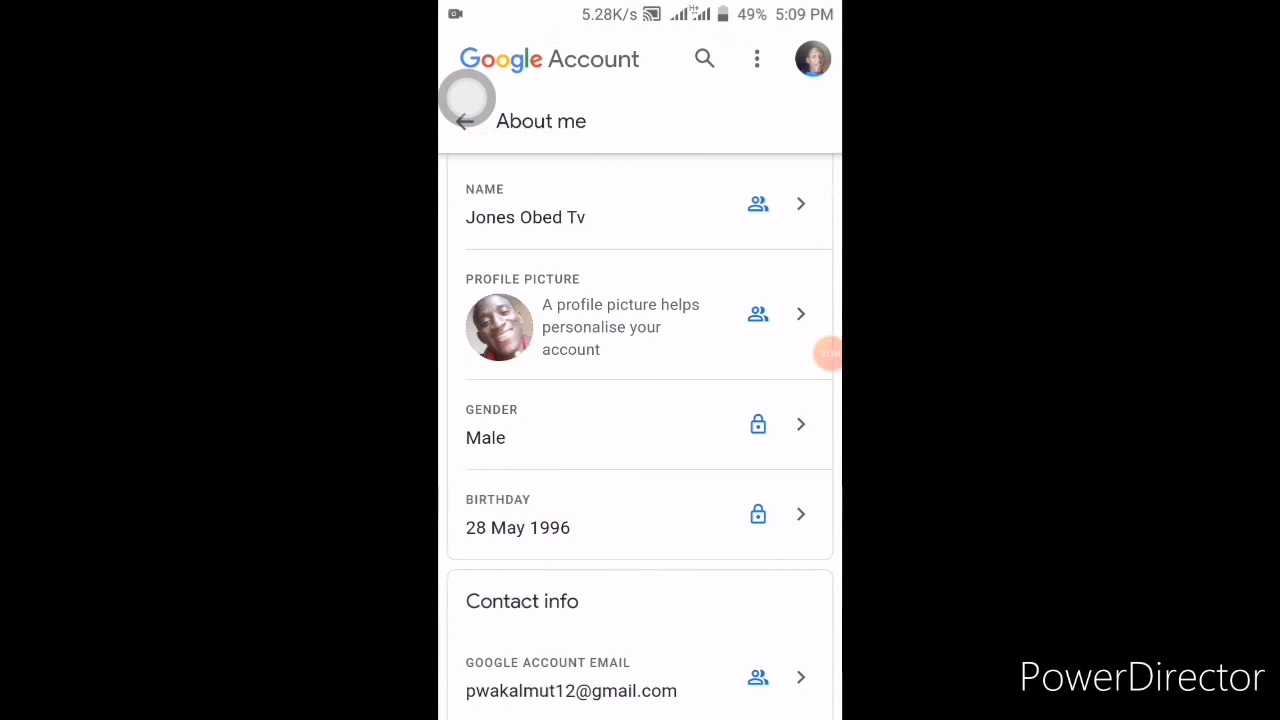 5.28K/s 49% 5:09 PM
Google Account
About me
NAME
Jones Obed Tv
PROFILE PICTURE
A profile picture helps
personalise your
account
GENDER
Male
BIRTHDAY
28 May 1996
Contact info
GOOGLE ACCOUNT EMAIL
pwakalmut12@gmail.com
PowerDirector